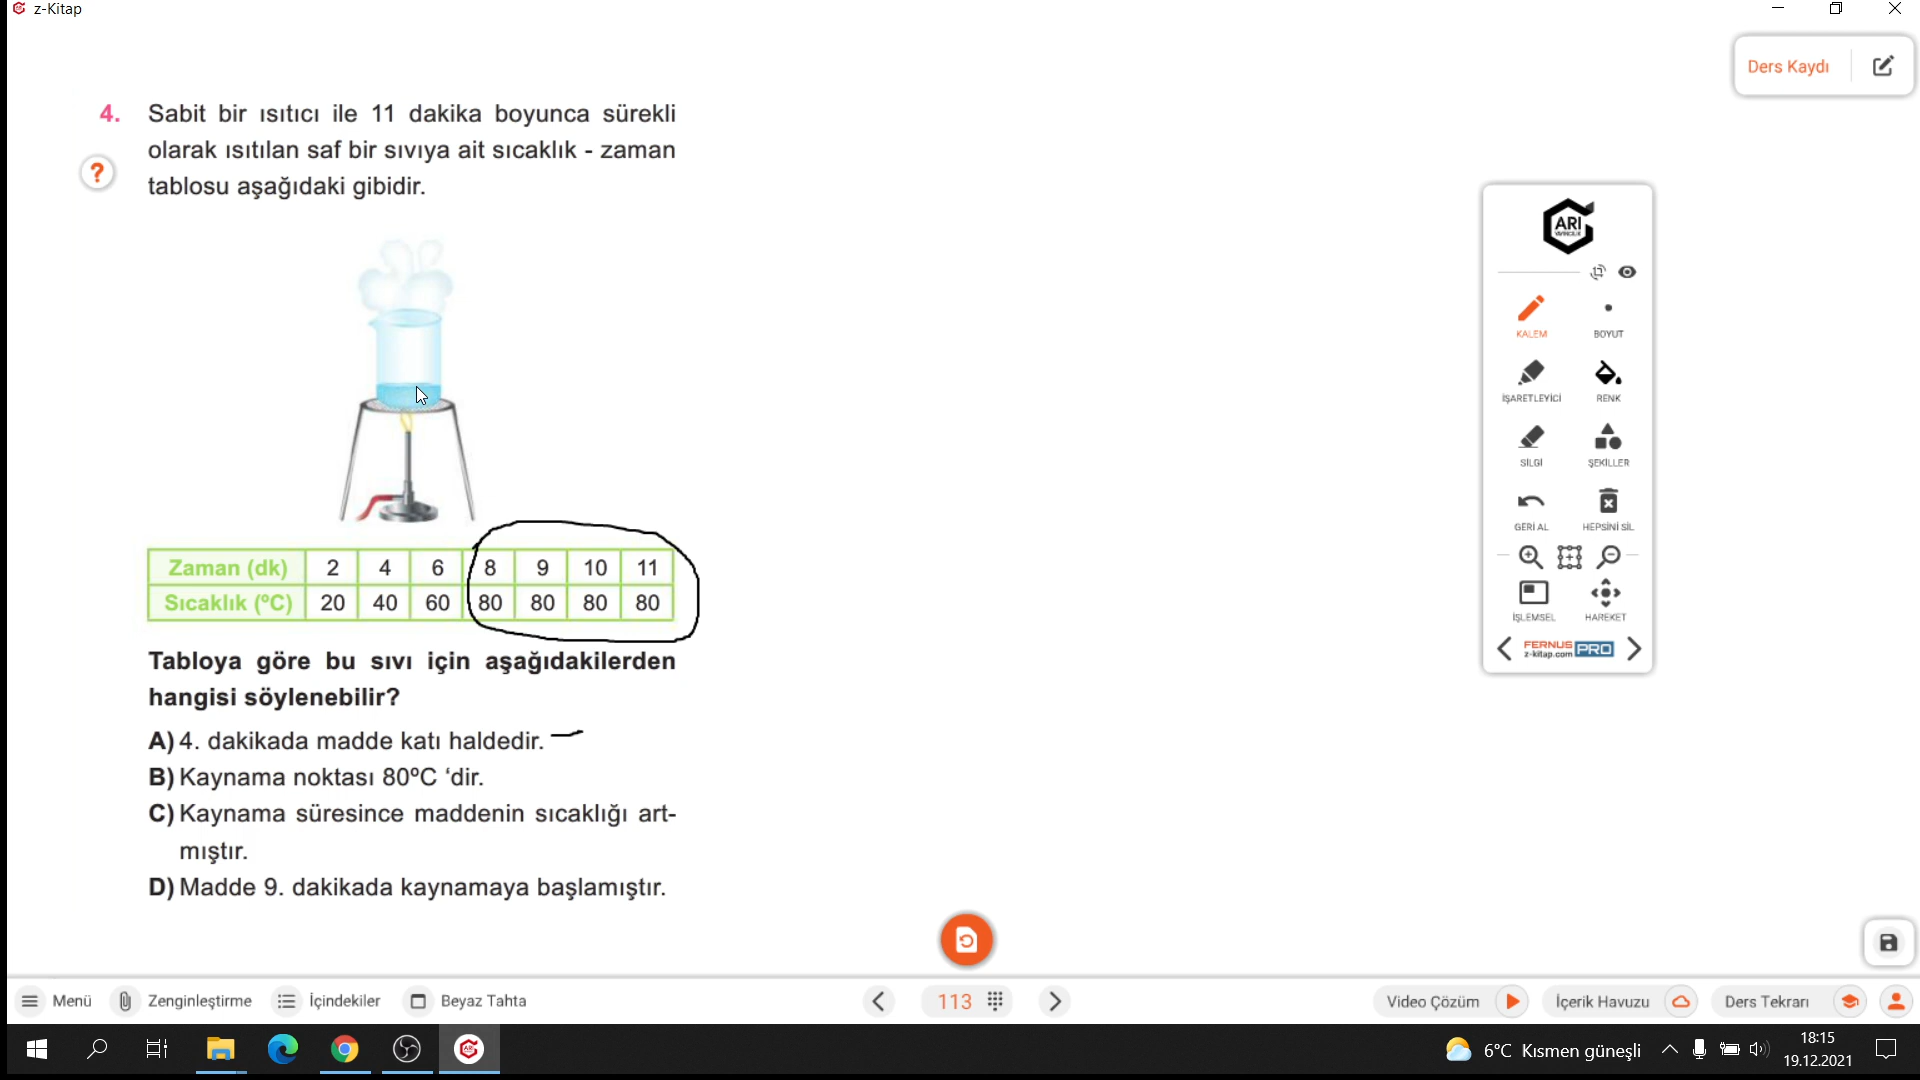 z-Kitap
Ders Kaydı
4. Sabit bir ısıtıcı ile 11 dakika boyunca sürekli
olarak ısıtılan saf bir sıvıya ait sıcaklık - zaman
tablosu aşağıdaki gibidir.
?
Zaman (dk) 2 4 6 8 9 10 11
Sıcaklık (ºC) 20 40 60 80 80 80 80
Tabloya göre bu sıvı için aşağıdakilerden
hangisi söylenebilir?
A) 4. dakikada madde katı haldedir.
B) Kaynama noktası 80ºC ‘dir.
C) Kaynama süresince maddenin sıcaklığı art-
mıştır.
D) Madde 9. dakikada kaynamaya başlamıştır.
ARI
YAYINCILIK
KALEM BOYUT
İŞARETLEYİCİ RENK
SİLGİ ŞEKİLLER
GERİ AL HEPSİNİ SİL
İŞLEMSEL HAREKET
FERNUS
z-kitap.com PRO
Menü Zenginleştirme İçindekiler Beyaz Tahta 113 Video Çözüm İçerik Havuzu Ders Tekrarı
6°C Kısmen güneşli
18:15
19.12.2021